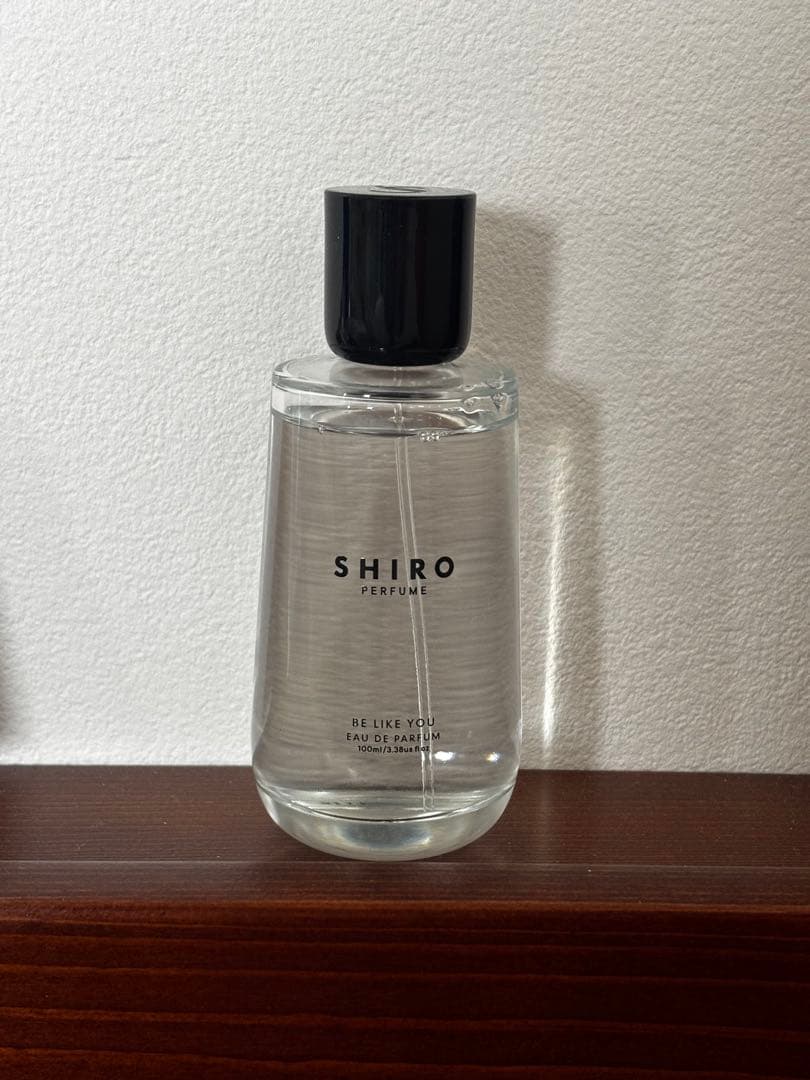 SHIRO
PERFUME
BE LIKE YOU
EAU DE PARFUM
100ml/3.38us fl oz